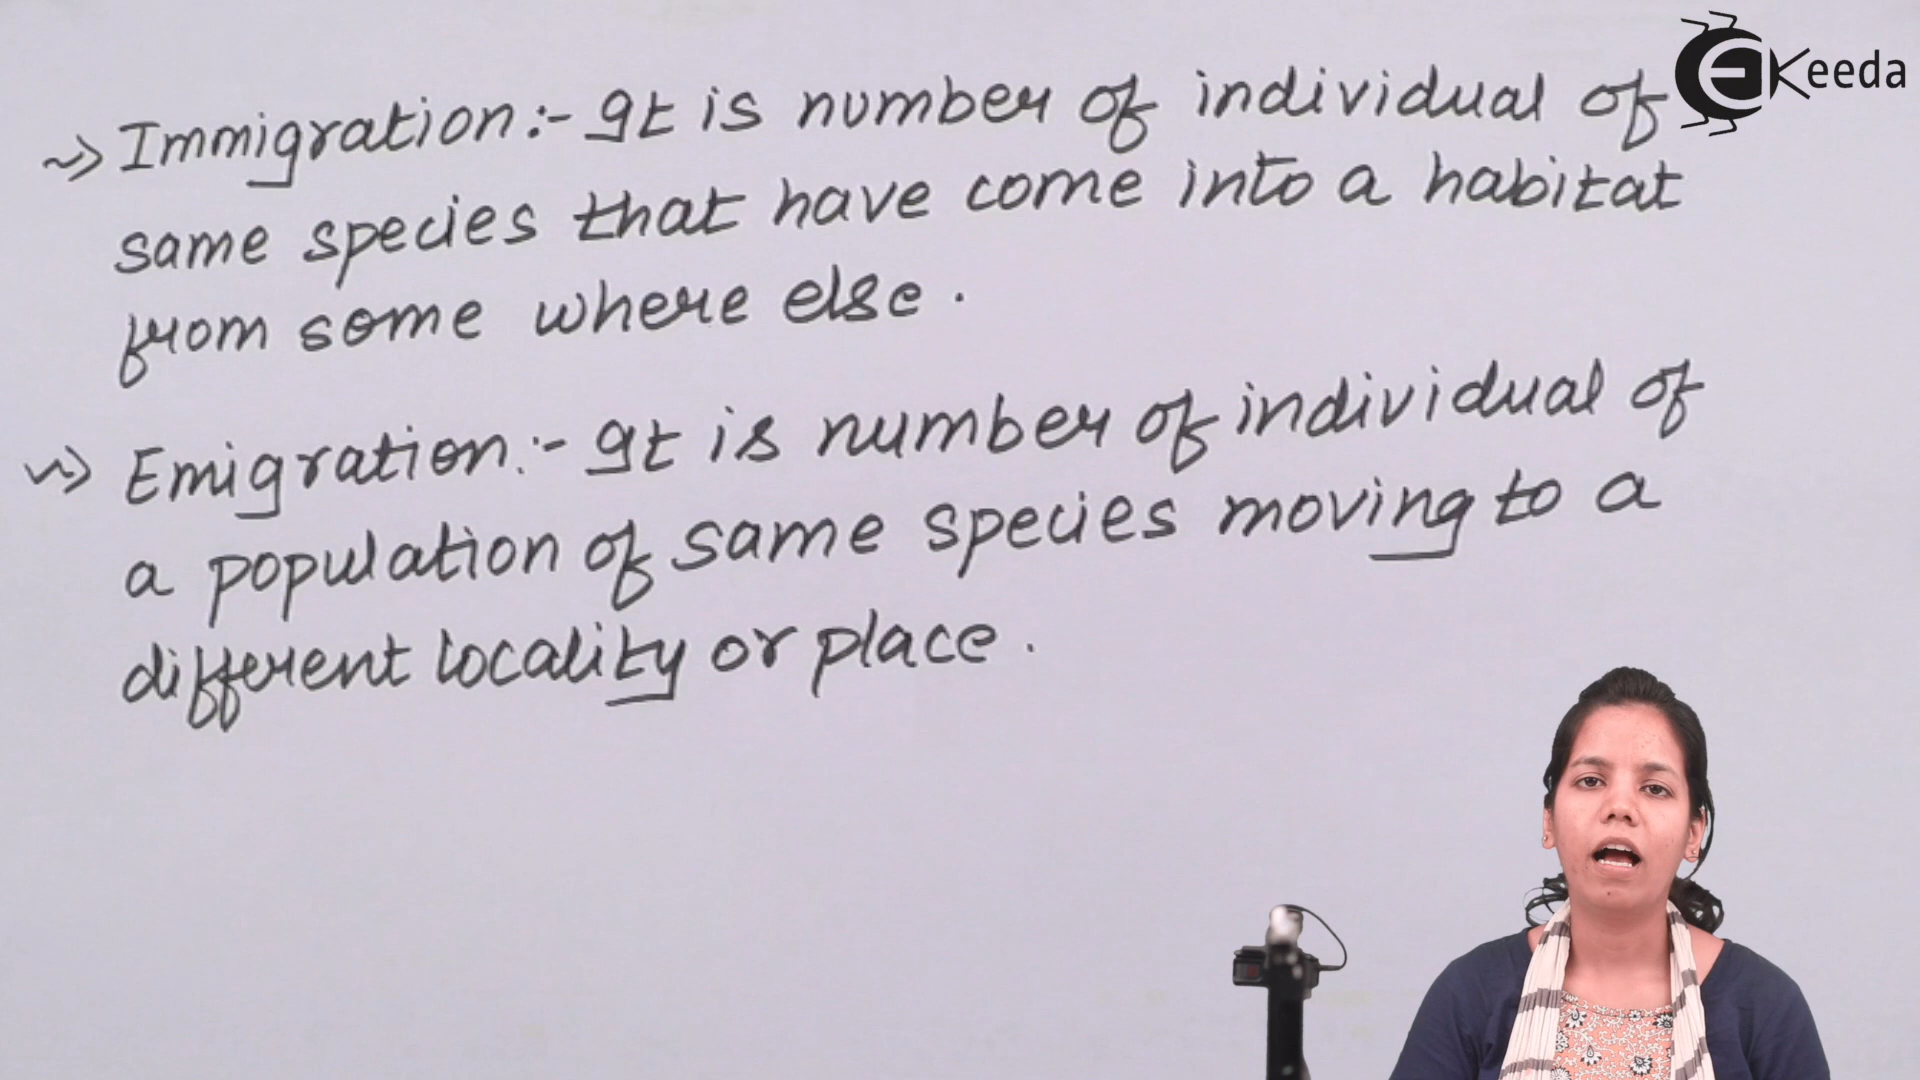 EKeeda
~> Immigration:- It is number of individual of
same species that have come into a habitat
from some where else.
~> Emigration:- It is number of individual of
a population of same species moving to a
different locality or place.